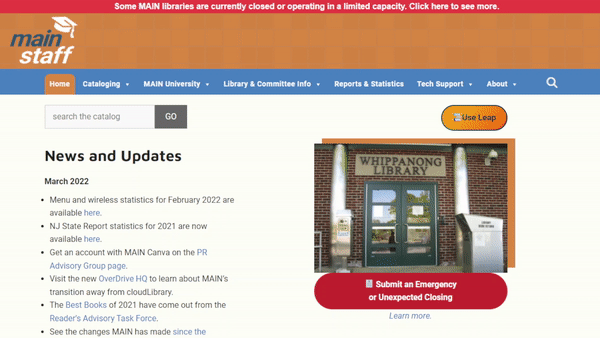 Some MAIN libraries are currently closed or operating in a limited capacity. Click here to see more.
main
staff
Home
Cataloging
MAIN University
Library & Committee Info
Reports & Statistics
Tech Support
About
search the catalog
GO
Use Leap
News and Updates
WHIPPANONG
LIBRARY
March 2022
Menu and wireless statistics for February 2022 are
available here.
NJ State Report statistics for 2021 are now
available here.
Get an account with MAIN Canva on the PR
Advisory Group page.
Visit the new OverDrive HQ to learn about MAIN's
transition away from cloudLibrary.
The Best Books of 2021 have come out from the
Reader's Advisory Task Force.
See the changes MAIN has made since the
Submit an Emergency
or Unexpected Closing
Learn more.